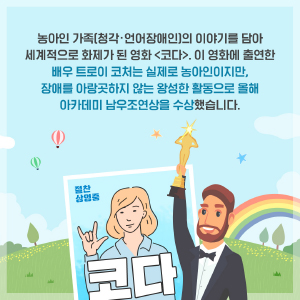 농아인 가족(청각·언어장애인)의 이야기를 담아
세계적으로 화제가 된 영화 <코다>. 이 영화에 출연한
배우 트로이 코처는 실제로 농아인이지만,
장애를 아랑곳하지 않는 왕성한 활동으로 올해
아카데미 남우조연상을 수상했습니다.
절찬
상영중
코다